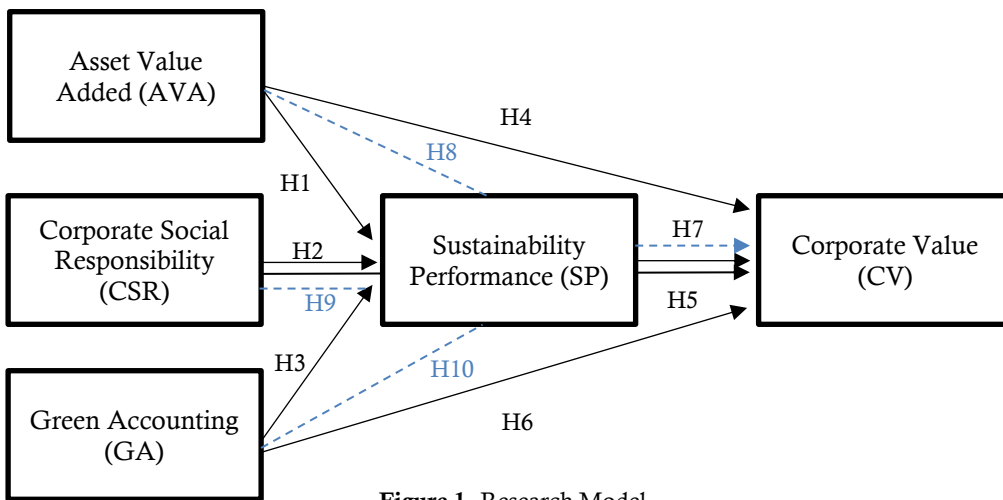 Asset Value
Added (AVA)
H4
H8
H1
Corporate Social
Responsibility
(CSR)
H2
H9
Sustainability
Performance (SP)
H7
H5
Corporate Value
(CV)
H3
H10
H6
Green Accounting
(GA)
Figure 1. Research Model